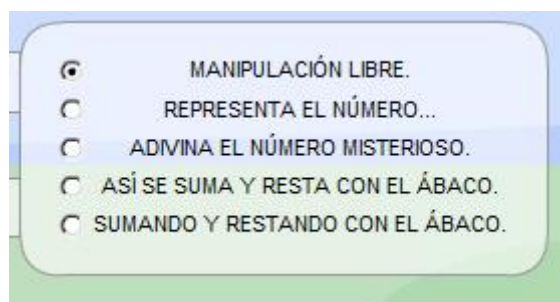 MANIPULACIÓN LIBRE.
REPRESENTA EL NÚMERO...
ADIVINA EL NÚMERO MISTERIOSO.
ASÍ SE SUMA Y RESTA CON EL ÁBACO.
SUMANDO Y RESTANDO CON EL ÁBACO.